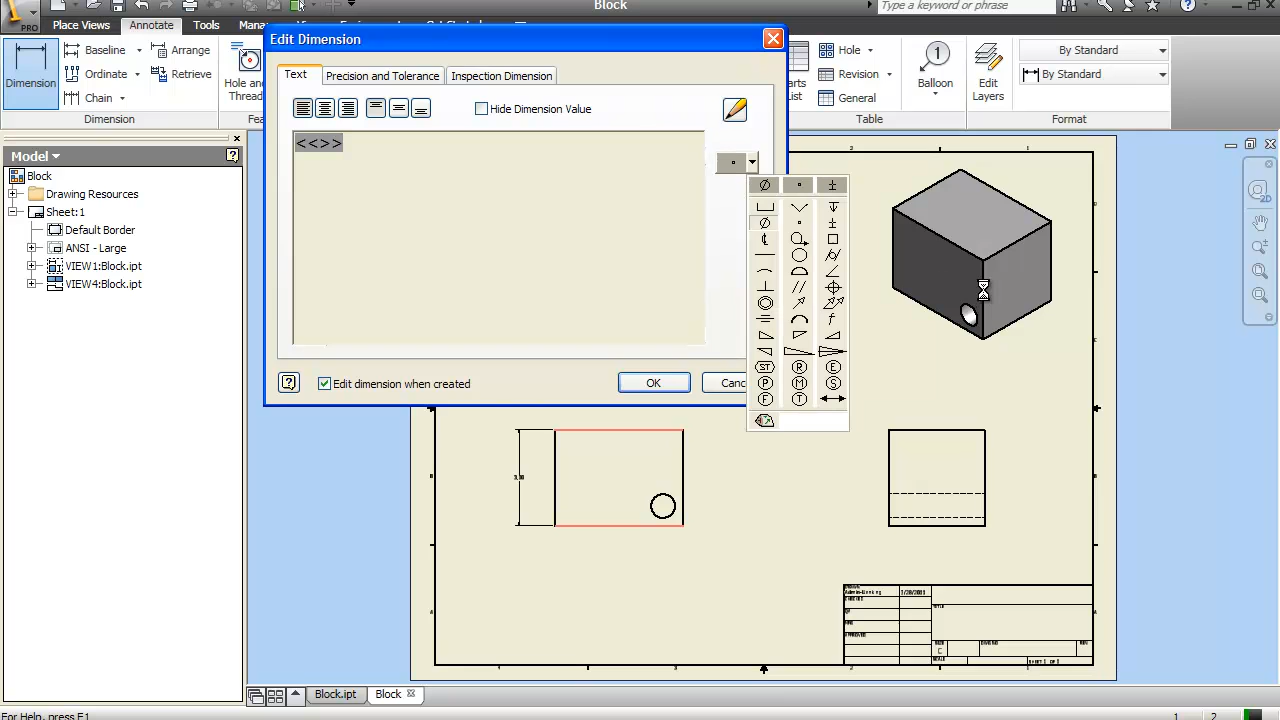 Block
Type a keyword or phrase
PRO
Place Views
Annotate
Tools
Dimension
Baseline
Ordinate
Chain
Arrange
Retrieve
Hole and
Dimension
Edit Dimension
Text
Precision and Tolerance
Inspection Dimension
Hide Dimension Value
<<>>
Edit dimension when created
OK
Hole
Revision
General
Table
Balloon
Edit
Layers
By Standard
By Standard
Format
Model
Block
Drawing Resources
Sheet:1
Default Border
ANSI - Large
VIEW1:Block.ipt
VIEW4:Block.ipt
ST
R
E
P
M
S
F
T
2D
Block.ipt
Block
For Help, press F1
1
2